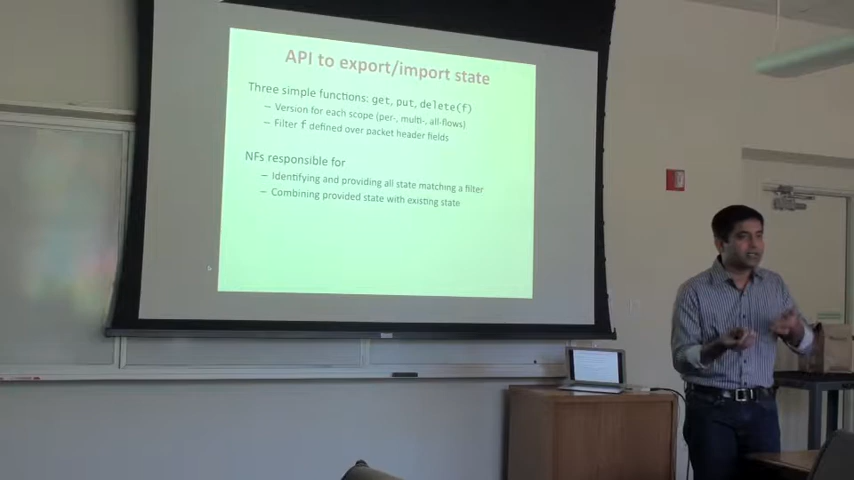 API to export/import state
Three simple functions: get, put, delete(f)
– Version for each scope (per-, multi-, all-flows)
– Filter f defined over packet header fields
NFs responsible for
– Identifying and providing all state matching a filter
– Combining provided state with existing state